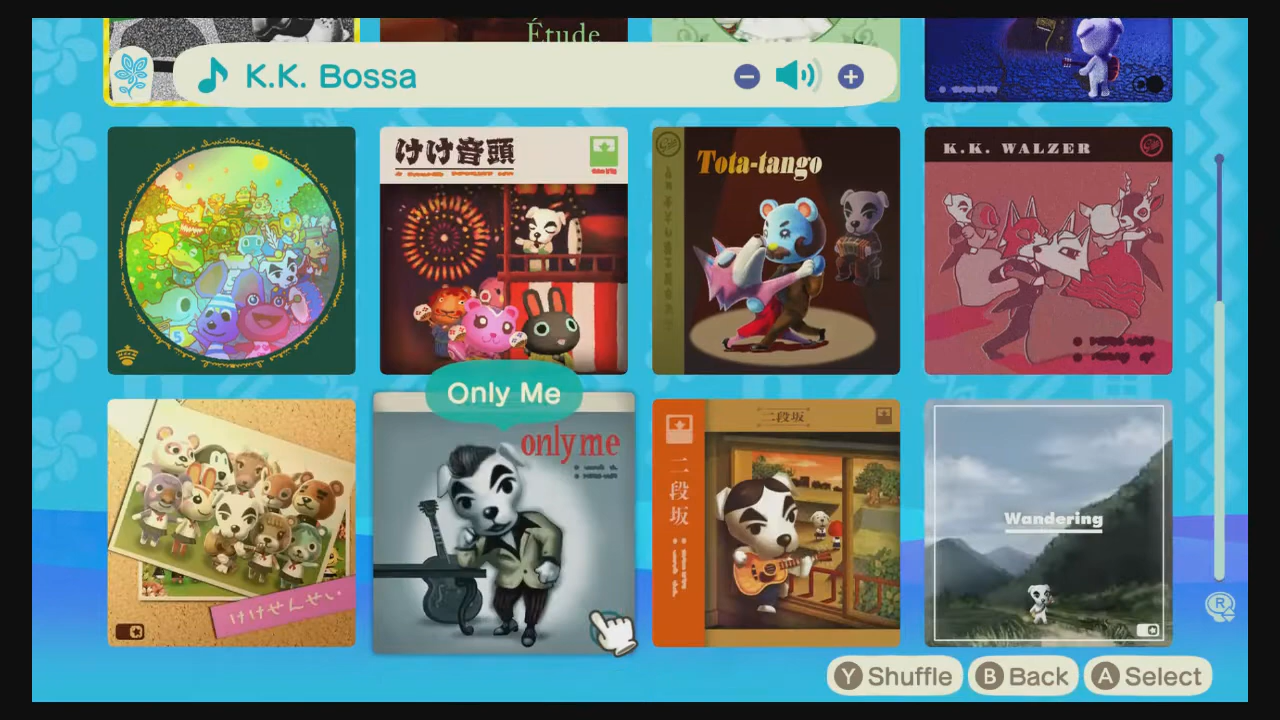 Étude
K.K. Bossa
けけ音頭
Tota-tango
K.K. WALZER
Only Me
only me
二段坂
二段坂
Wandering
けけせんせい
R
Y Shuffle
B Back
A Select